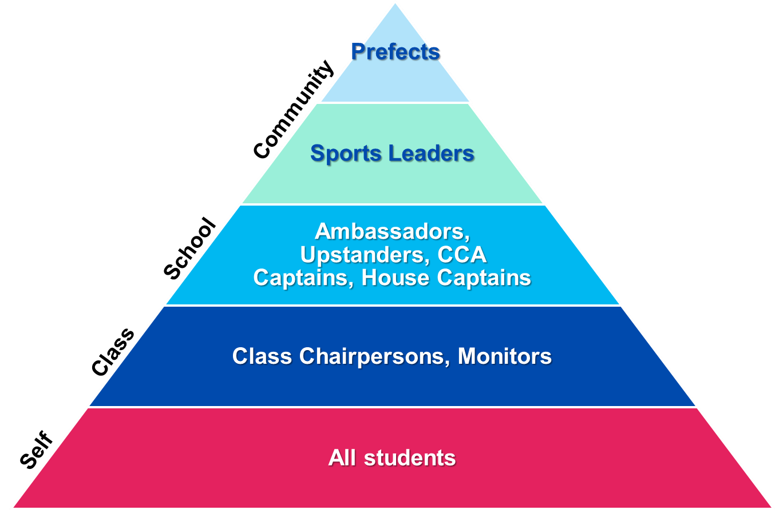 Prefects
Community
Sports Leaders
School
Ambassadors,
Upstanders, CCA
Captains, House Captains
Class
Class Chairpersons, Monitors
Self
All students